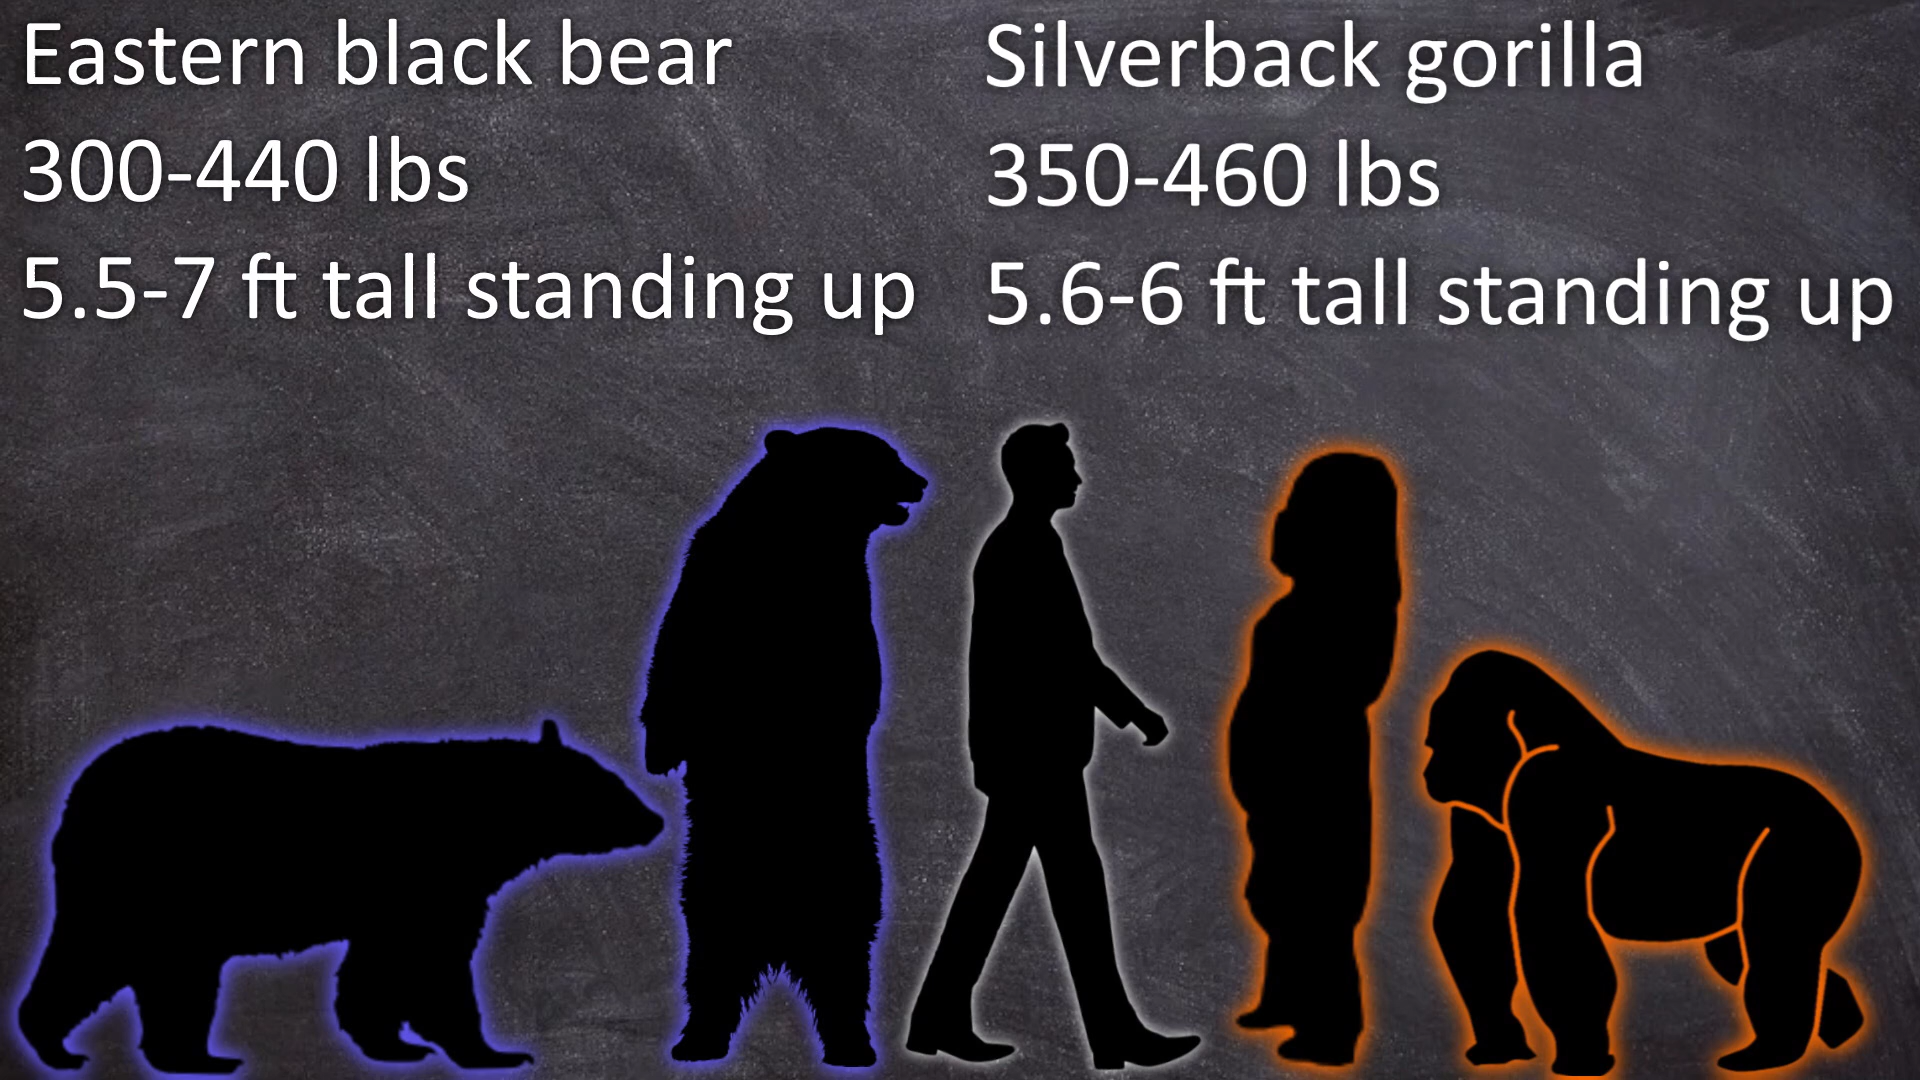 Eastern black bear
300-440 lbs
5.5-7 ft tall standing up
Silverback gorilla
350-460 lbs
5.6-6 ft tall standing up